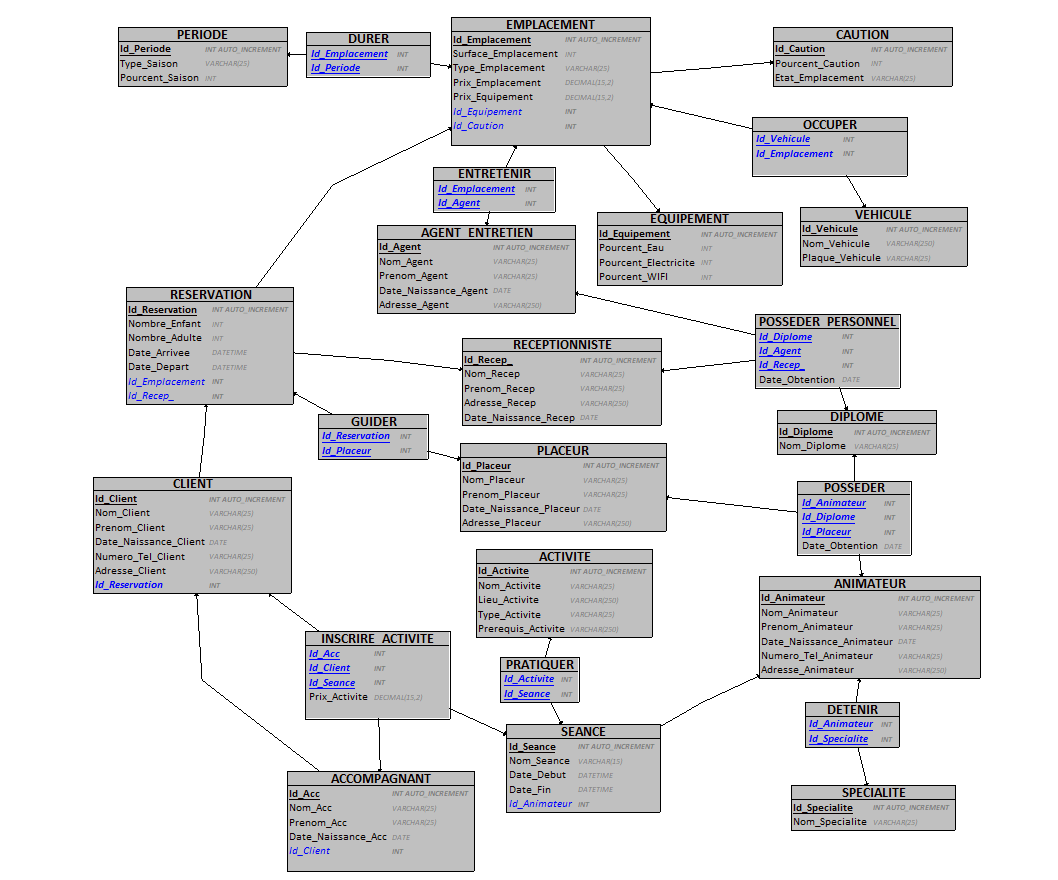 PERIODE
Id_Periode INT AUTO_INCREMENT
Type_Saison VARCHAR(25)
Pourcent_Saison INT
DURER
Id_Emplacement INT
Id_Periode INT
EMPLACEMENT
Id_Emplacement INT AUTO_INCREMENT
Surface_Emplacement INT
Type_Emplacement VARCHAR(25)
Prix_Emplacement DECIMAL(15,2)
Prix_Equipement DECIMAL(15,2)
Id_Equipement INT
Id_Caution INT
CAUTION
Id_Caution INT AUTO_INCREMENT
Pourcent_Caution INT
Etat_Emplacement VARCHAR(25)
OCCUPER
Id_Vehicule INT
Id_Emplacement INT
ENTRETENIR
Id_Emplacement INT
Id_Agent INT
AGENT ENTRETIEN
Id_Agent INT AUTO_INCREMENT
Nom_Agent VARCHAR(25)
Prenom_Agent VARCHAR(25)
Date_Naissance_Agent DATE
Adresse_Agent VARCHAR(250)
EQUIPEMENT
Id_Equipement INT AUTO_INCREMENT
Pourcent_Eau INT
Pourcent_Electricite INT
Pourcent_WIFI INT
VEHICULE
Id_Vehicule INT AUTO_INCREMENT
Nom_Vehicule VARCHAR(250)
Plaque_Vehicule VARCHAR(25)
RESERVATION
Id_Reservation INT AUTO_INCREMENT
Nombre_Enfant INT
Nombre_Adulte INT
Date_Arrivee DATETIME
Date_Depart DATETIME
Id_Emplacement INT
Id_Recep_ INT
RECEPTIONNISTE
Id_Recep_ INT AUTO_INCREMENT
Nom_Recep VARCHAR(25)
Prenom_Recep VARCHAR(25)
Adresse_Recep VARCHAR(250)
Date_Naissance_Recep DATE
POSSEDER PERSONNEL
Id_Diplome INT
Id_Agent INT
Id_Recep_ INT
Date_Obtention DATE
GUIDER
Id_Reservation INT
Id_Placeur INT
DIPLOME
Id_Diplome INT AUTO_INCREMENT
Nom_Diplome VARCHAR(25)
PLACEUR
Id_Placeur INT AUTO_INCREMENT
Nom_Placeur VARCHAR(25)
Prenom_Placeur VARCHAR(25)
Date_Naissance_Placeur DATE
Adresse_Placeur VARCHAR(250)
CLIENT
Id_Client INT AUTO_INCREMENT
Nom_Client VARCHAR(25)
Prenom_Client VARCHAR(25)
Date_Naissance_Client DATE
Numero_Tel_Client VARCHAR(25)
Adresse_Client VARCHAR(250)
Id_Reservation INT
POSSEDER
Id_Animateur INT
Id_Diplome INT
Id_Placeur INT
Date_Obtention DATE
ACTIVITE
Id_Activite INT AUTO_INCREMENT
Nom_Activite VARCHAR(25)
Lieu_Activite VARCHAR(250)
Type_Activite VARCHAR(25)
Prerequis_Activite VARCHAR(250)
ANIMATEUR
Id_Animateur INT AUTO_INCREMENT
Nom_Animateur VARCHAR(25)
Prenom_Animateur VARCHAR(25)
Date_Naissance_Animateur DATE
Numero_Tel_Animateur VARCHAR(25)
Adresse_Animateur VARCHAR(250)
INSCRIRE ACTIVITE
Id_Acc INT
Id_Client INT
Id_Seance INT
Prix_Activite DECIMAL(15,2)
PRATIQUER
Id_Activite INT
Id_Seance INT
DETENIR
Id_Animateur INT
Id_Specialite INT
SEANCE
Id_Seance INT AUTO_INCREMENT
Nom_Seance VARCHAR(15)
Date_Debut DATETIME
Date_Fin DATETIME
Id_Animateur INT
ACCOMPAGNANT
Id_Acc INT AUTO_INCREMENT
Nom_Acc VARCHAR(25)
Prenom_Acc VARCHAR(25)
Date_Naissance_Acc DATE
Id_Client INT
SPECIALITE
Id_Specialite INT AUTO_INCREMENT
Nom_Specialite VARCHAR(25)